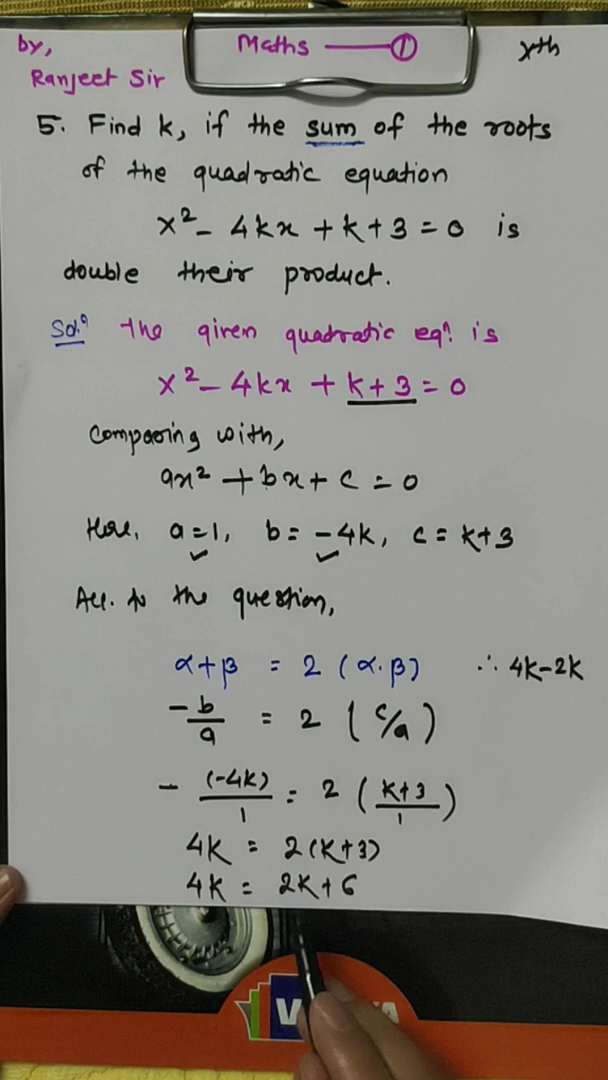 by,
Maths ① xth
Ranjeet Sir
5. Find k, if the sum of the roots
of the quadratic equation
x² - 4kx + k + 3 = 0 is
double their product.
Solⁿ the given quadratic eqⁿ. is
x² - 4kx + k + 3 = 0
Comparing with,
ax² + bx + c = 0
Here, a = 1, b = -4k, c = k + 3
Acc. to the question,
α + β = 2 (α.β) ∴ 4k - 2k
-b/a = 2 (c/a)
- (-4k)/1 = 2 (k+3/1)
4k = 2(k+3)
4k = 2k + 6